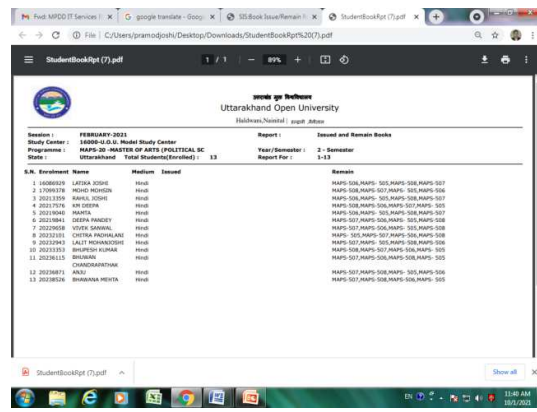 Fwd: MPDD IT Services
google translate - Goog
SIS:Book Issue/Remain R
StudentBookRpt (7).pdf
File | C:/Users/pramodjoshi/Desktop/Downloads/StudentBookRpt%20(7).pdf
StudentBookRpt (7).pdf
1 / 1
89%
उत्तराखंड मुक्त विश्वविद्यालय
Uttarakhand Open University
Haldwani,Nainital |
Session : FEBRUARY-2021 Report : Issued and Remain Books
Study Center : 16000-U.O.U. Model Study Center
Programme : MAPS-20 -MASTER OF ARTS (POLITICAL SC Year/Semester : 2 - Semester
State : Uttarakhand Total Students(Enrolled) : 13 Report For : 1-13
S.N. Enrolment Name Medium Issued Remain
1 16086929 LATIKA JOSHI Hindi MAPS-506,MAPS- 505,MAPS-508,MAPS-507
2 17099378 MOHD MOHSIN Hindi MAPS-508,MAPS-507,MAPS- 505,MAPS-506
3 20213359 RAHUL JOSHI Hindi MAPS-506,MAPS- 505,MAPS-508,MAPS-507
4 20217576 KM DEEPA Hindi MAPS-508,MAPS-506,MAPS-507,MAPS- 505
5 20219040 MAMTA Hindi MAPS-507,MAPS- 505,MAPS-506,MAPS-508
6 20219841 DEEPA PANDEY Hindi MAPS-507,MAPS- 505,MAPS-506,MAPS-508
7 20229658 VIVEK SANWAL Hindi MAPS-507,MAPS-506,MAPS- 505,MAPS-508
8 20232101 CHITRA PADHALANI Hindi MAPS- 505,MAPS-507,MAPS-506,MAPS-508
9 20232943 LALIT MOHANJOSHI Hindi MAPS-507,MAPS-506,MAPS- 505,MAPS-508
10 20233353 BHUPESH KUMAR Hindi MAPS-507,MAPS-508,MAPS-506,MAPS- 505
11 20236115 BHUWAN Hindi MAPS-507,MAPS-508,MAPS-506,MAPS- 505
CHANDRAPATHAK
12 20236871 ANJU Hindi MAPS-507,MAPS-508,MAPS- 505,MAPS-506
13 20238526 BHAWANA MEHTA Hindi MAPS-507,MAPS-508,MAPS-506,MAPS- 505
StudentBookRpt (7).pdf
Show all
EN
11:40 AM
10/1/2021